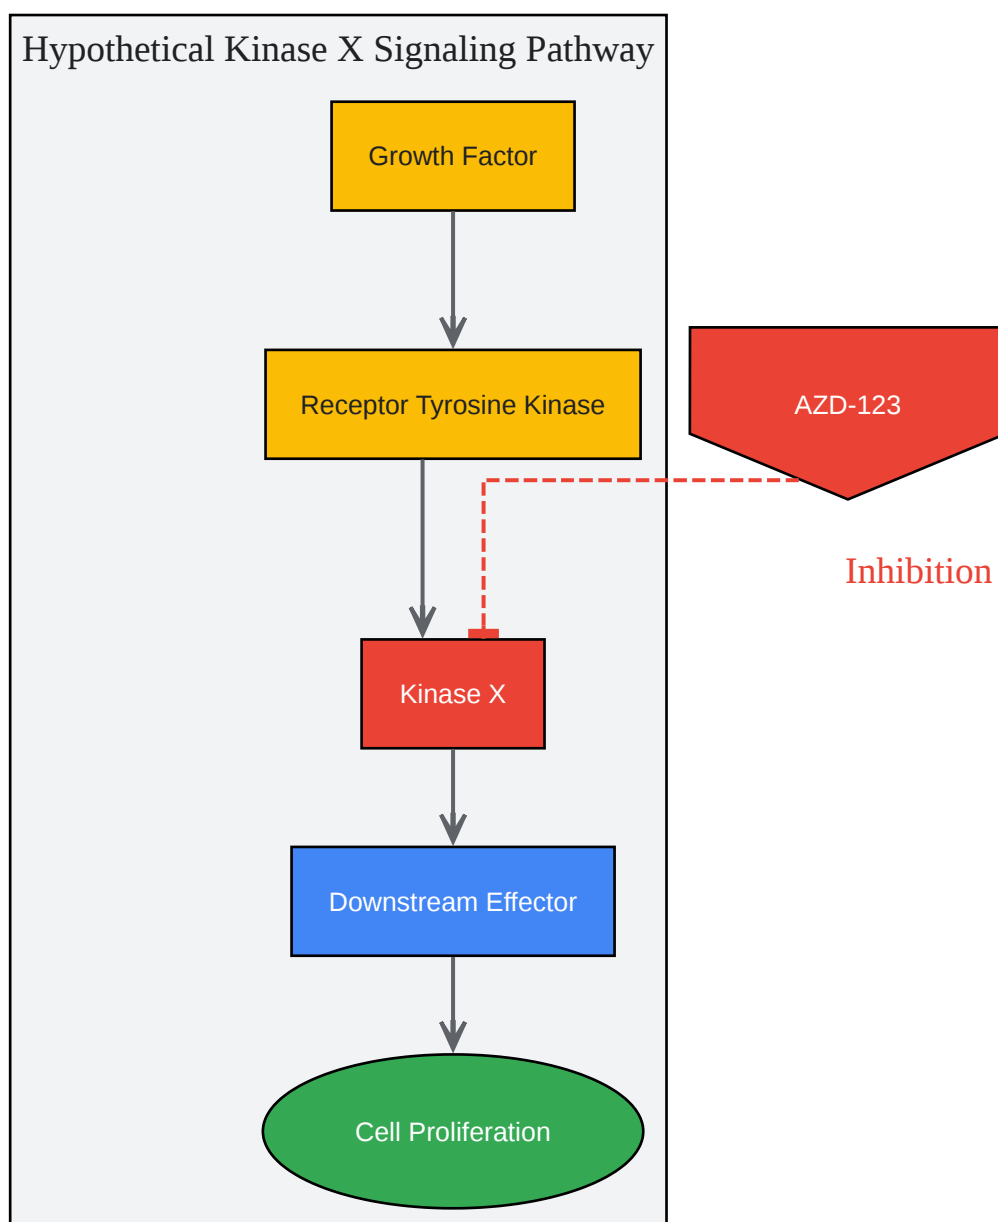 Hypothetical Kinase X Signaling Pathway
Growth Factor
Receptor Tyrosine Kinase
AZD-123
Inhibition
Kinase X
Downstream Effector
Cell Proliferation